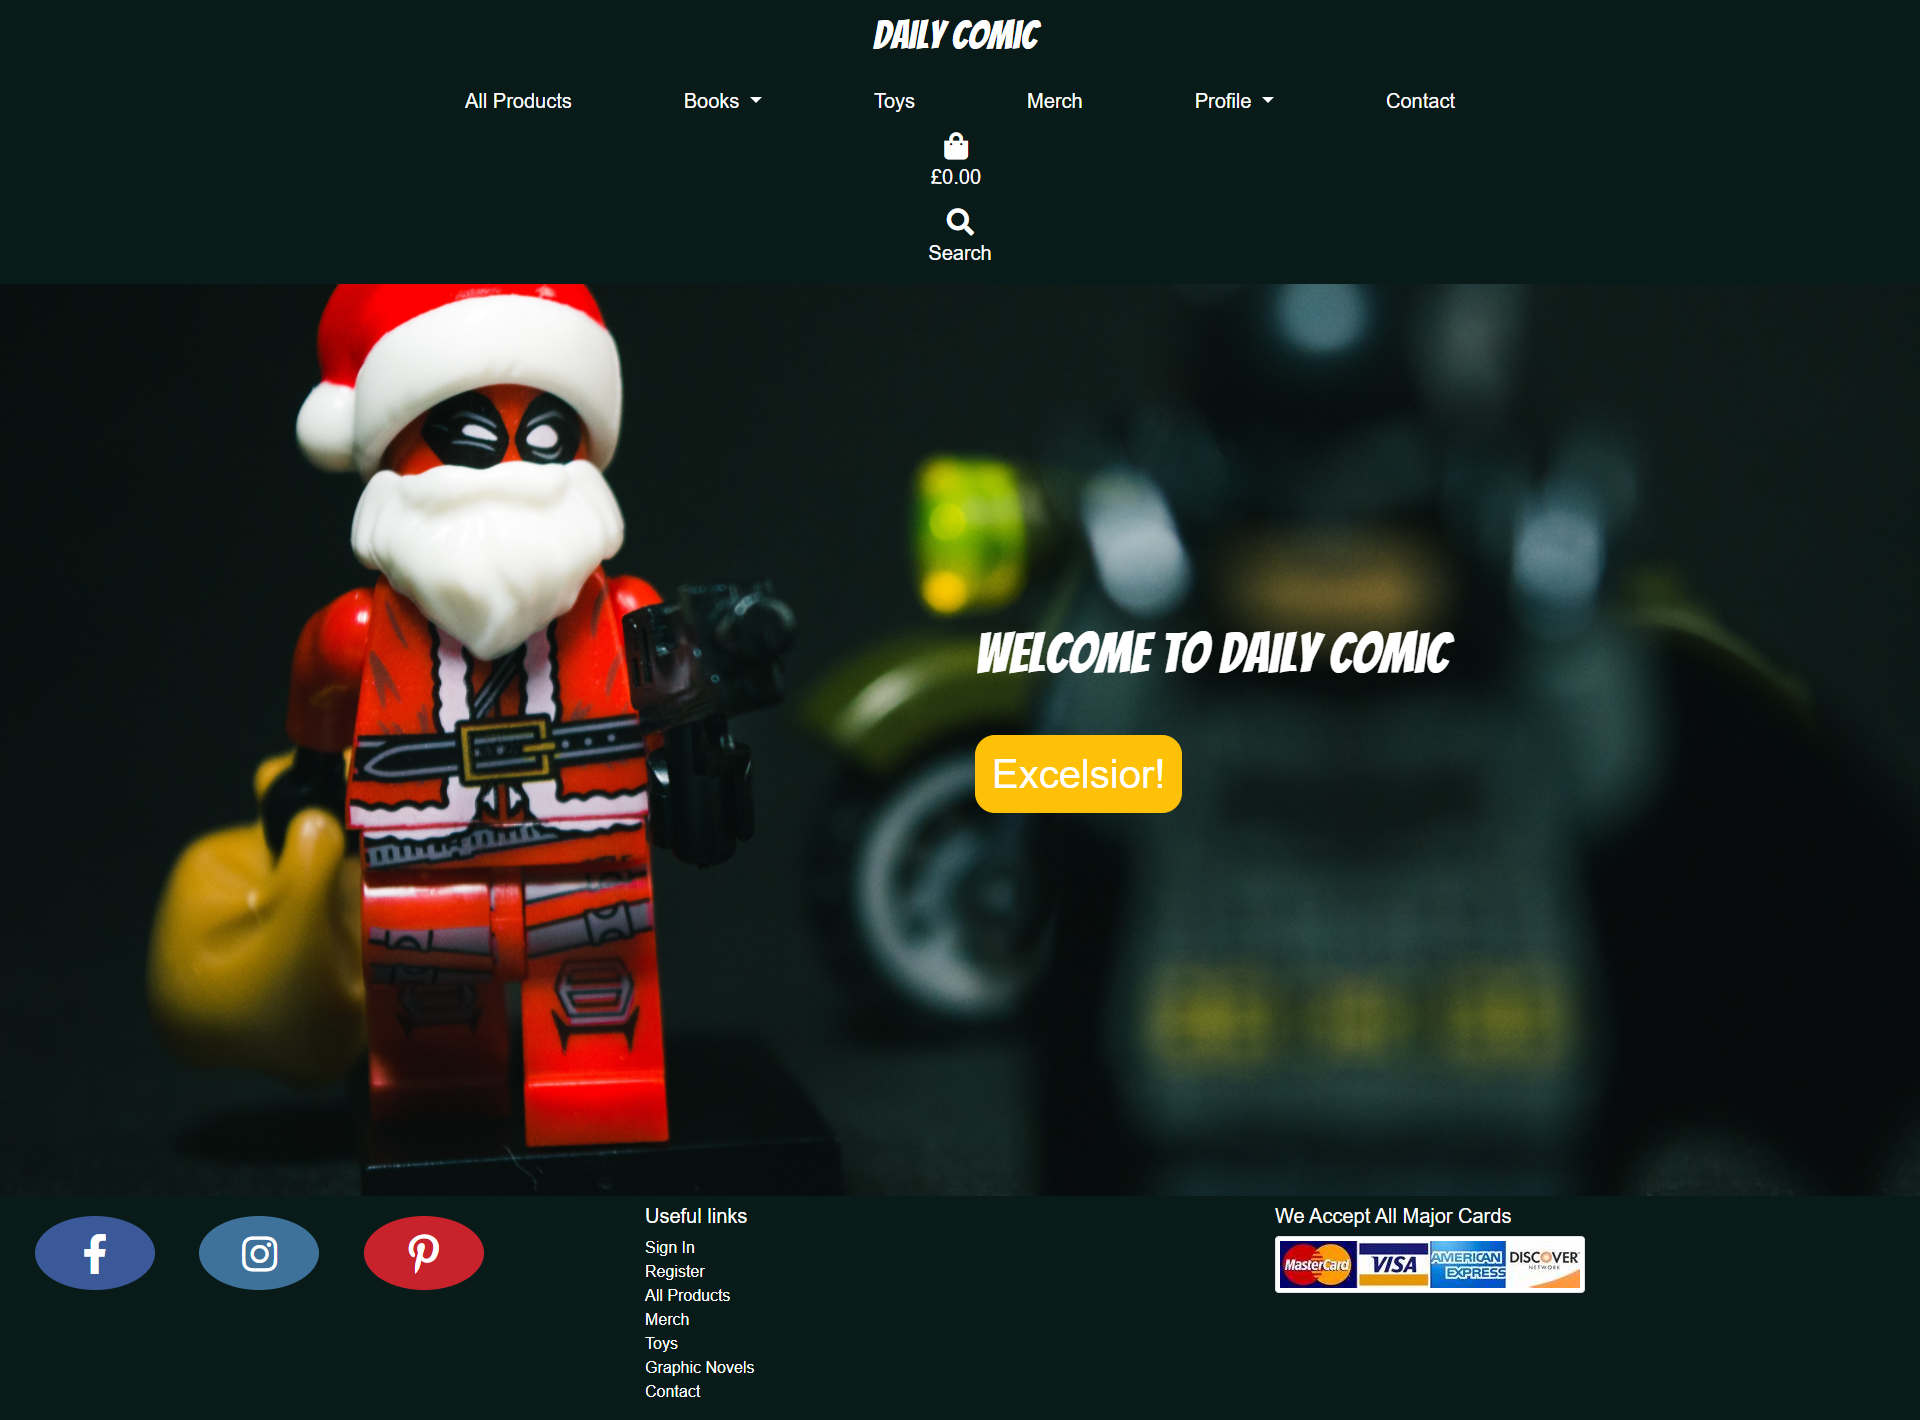 DAILY COMIC
All Products Books Toys Merch Profile Contact
£0.00
Search
WELCOME TO DAILY COMIC
Excelsior!
Useful links
Sign In
Register
All Products
Merch
Toys
Graphic Novels
Contact
We Accept All Major Cards
MasterCard VISA AMERICAN EXPRESS DISCOVER NETWORK